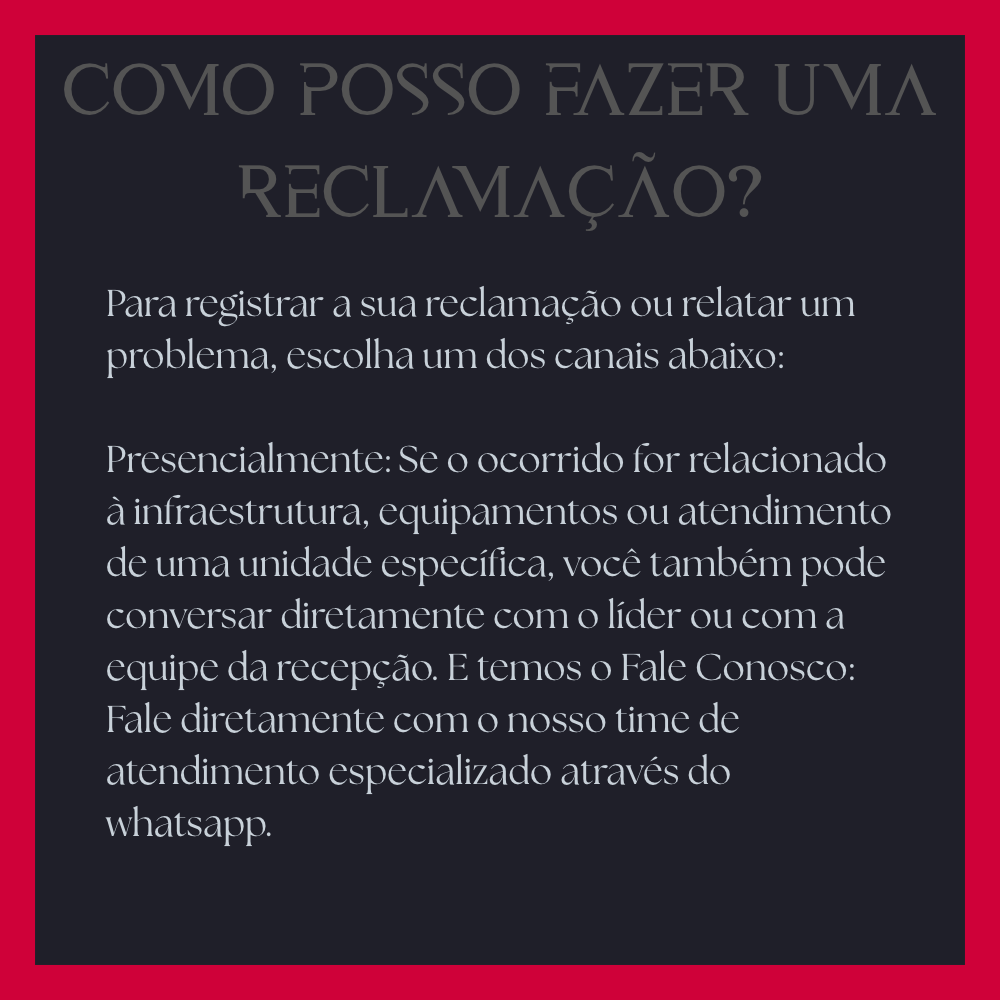 COMO POSSO FAZER UMA
RECLAMAÇÃO?
Para registrar a sua reclamação ou relatar um
problema, escolha um dos canais abaixo:
Presencialmente: Se o ocorrido for relacionado
à infraestrutura, equipamentos ou atendimento
de uma unidade específica, você também pode
conversar diretamente com o líder ou com a
equipe da recepção. E temos o Fale Conosco:
Fale diretamente com o nosso time de
atendimento especializado através do
whatsapp.